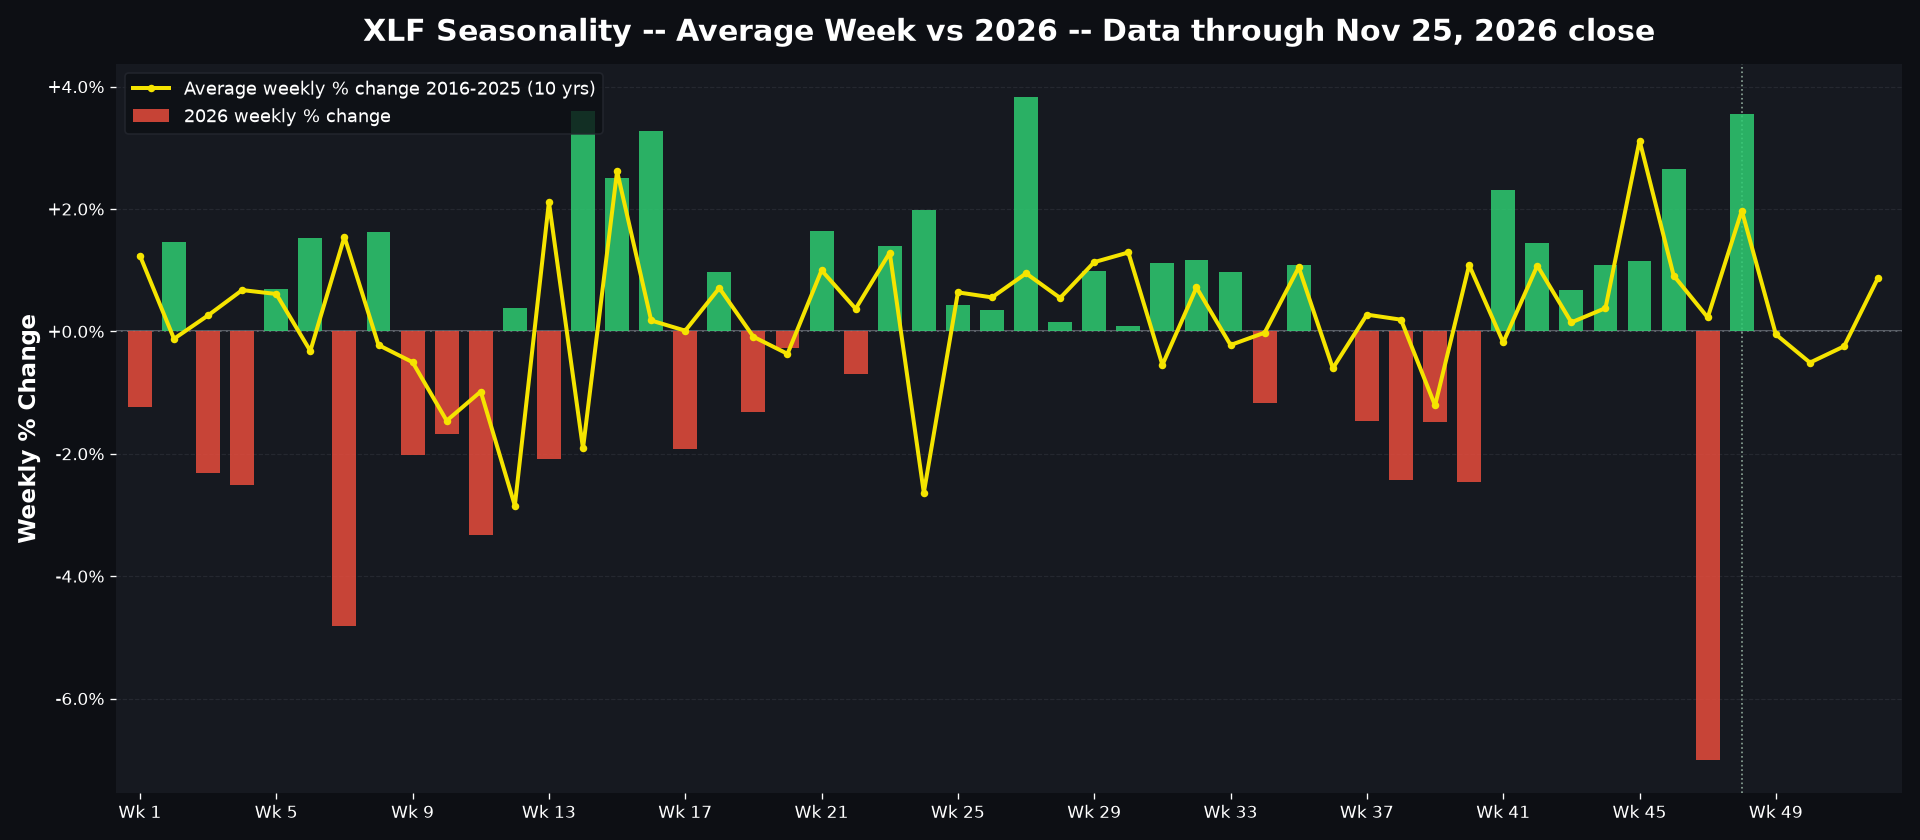 XLF Seasonality -- Average Week vs 2026 -- Data through Nov 25, 2026 close
Average weekly % change 2016-2025 (10 yrs)
2026 weekly % change
Weekly % Change
+4.0%
+2.0%
+0.0%
-2.0%
-4.0%
-6.0%
Wk 1 Wk 5 Wk 9 Wk 13 Wk 17 Wk 21 Wk 25 Wk 29 Wk 33 Wk 37 Wk 41 Wk 45 Wk 49